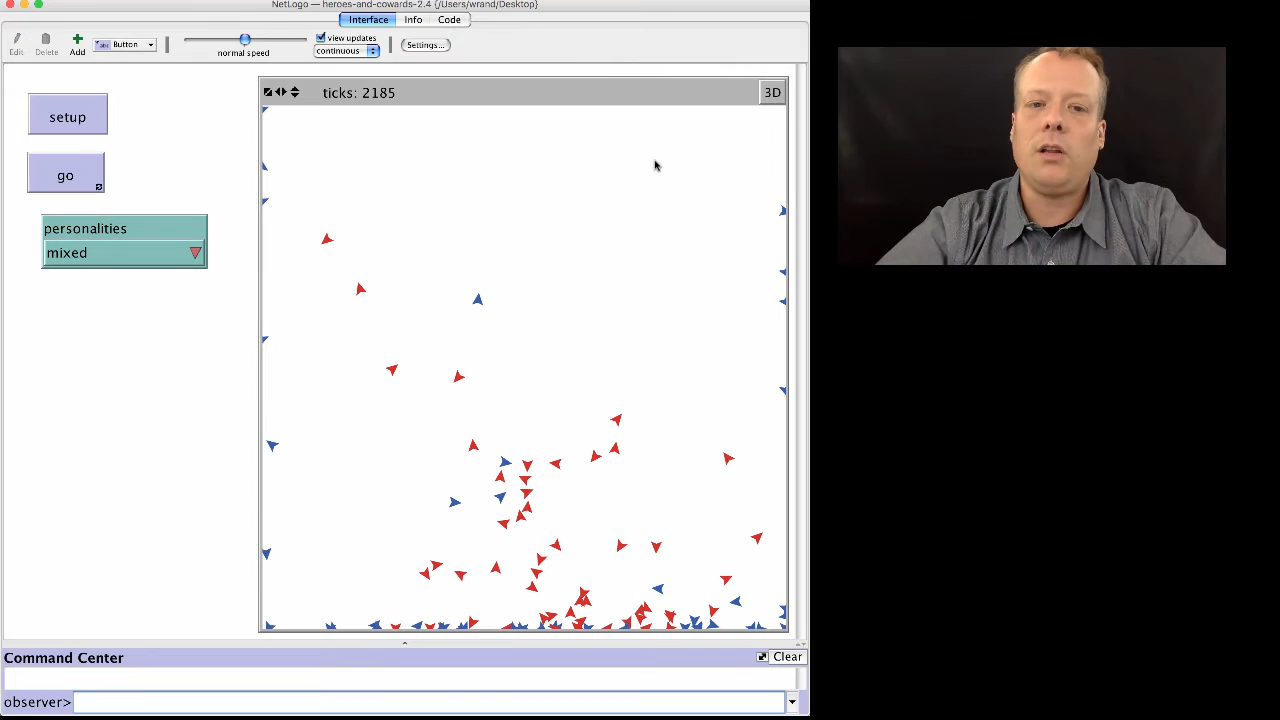 NetLogo — heroes-and-cowards-2.4 {/Users/wrand/Desktop}
Interface Info Code
Edit Delete Add abc Button normal speed view updates continuous Settings...
ticks: 2185 3D
setup
go
personalities
mixed
Command Center Clear
observer>